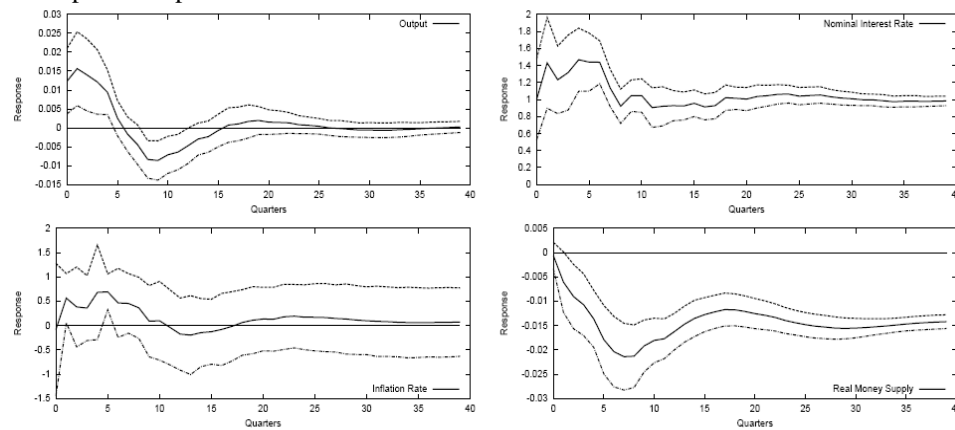 Output
0.03
0.025
0.02
0.015
0.01
0.005
0
-0.005
-0.01
-0.015
Response
0 5 10 15 20 25 30 35 40
Quarters
Nominal Interest Rate
2
1.8
1.6
1.4
1.2
1
0.8
0.6
0.4
0.2
0
Response
0 5 10 15 20 25 30 35
Quarters
2
1.5
1
0.5
0
-0.5
-1
-1.5
Response
Inflation Rate
0 5 10 15 20 25 30 35 40
Quarters
0.005
0
-0.005
-0.01
-0.015
-0.02
-0.025
-0.03
Response
Real Money Supply
0 5 10 15 20 25 30 35
Quarters